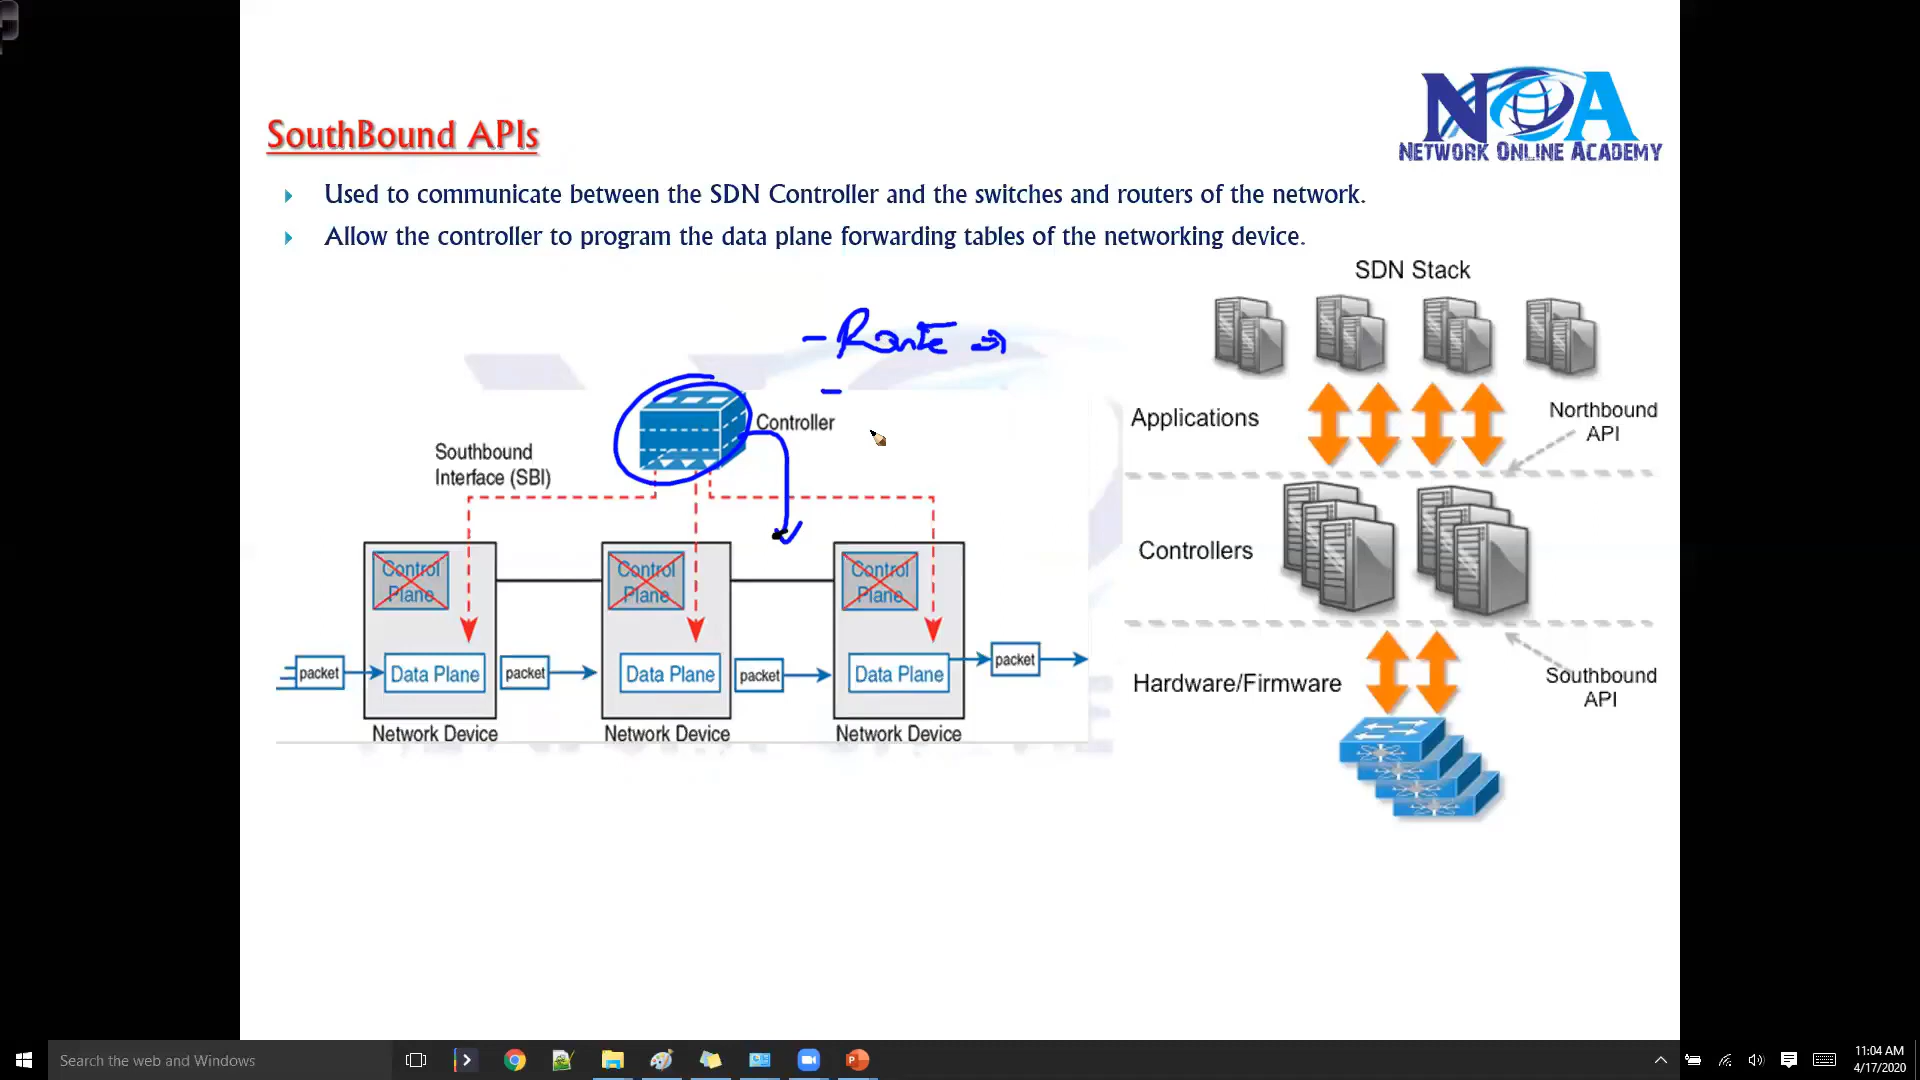 NOA
NETWORK ONLINE ACADEMY
SouthBound APIs
Used to communicate between the SDN Controller and the switches and routers of the network.
Allow the controller to program the data plane forwarding tables of the networking device.
- Route →
-
Controller
Southbound
Interface (SBI)
Control
Plane
Control
Plane
Control
Plane
packet
Data Plane
packet
Data Plane
packet
Data Plane
packet
Network Device
Network Device
Network Device
SDN Stack
Applications
Northbound
API
Controllers
Hardware/Firmware
Southbound
API
Search the web and Windows
11:04 AM
4/17/2020